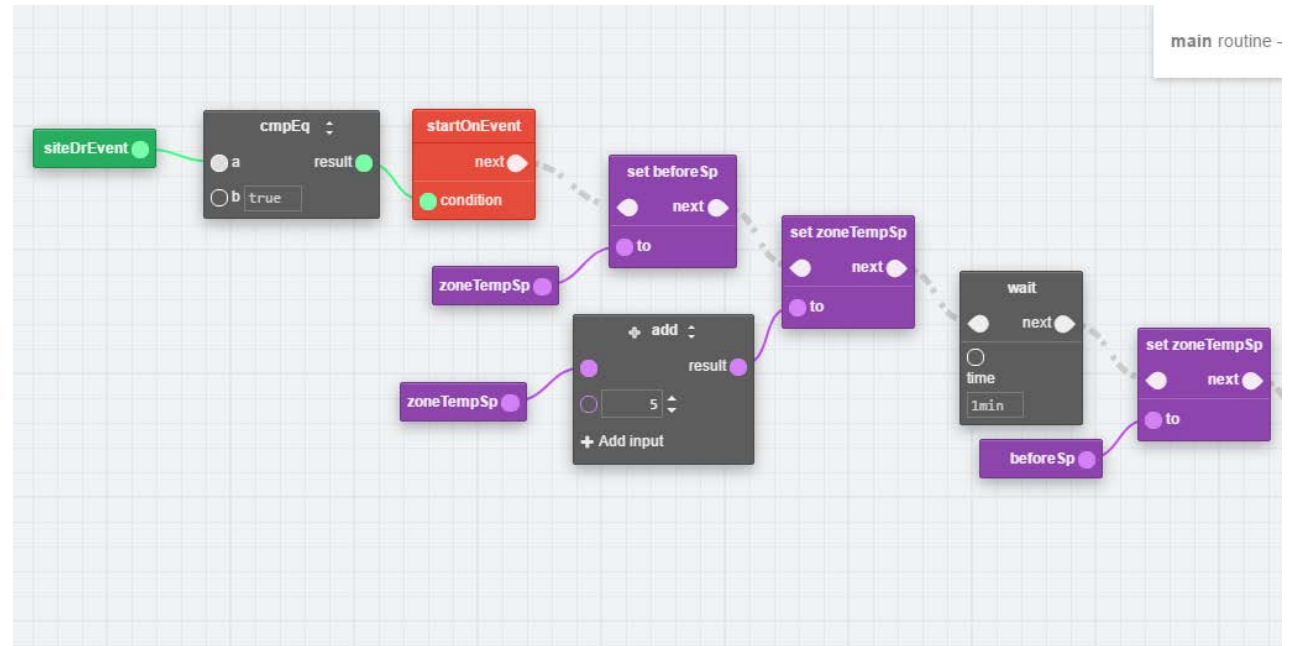 main routine -
siteDrEvent
cmpEq
a result
b true
startOnEvent
next
condition
set beforeSp
next
to
zoneTempSp
set zoneTempSp
next
to
add
result
5
+ Add input
zoneTempSp
wait
next
time
1min
set zoneTempSp
next
to
beforeSp